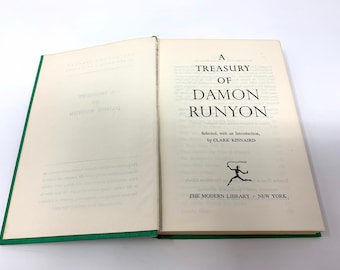 A
TREASURY
OF
DAMON
RUNYON
Selected, with an Introduction,
by CLARK KINNAIRD
THE MODERN LIBRARY · NEW YORK